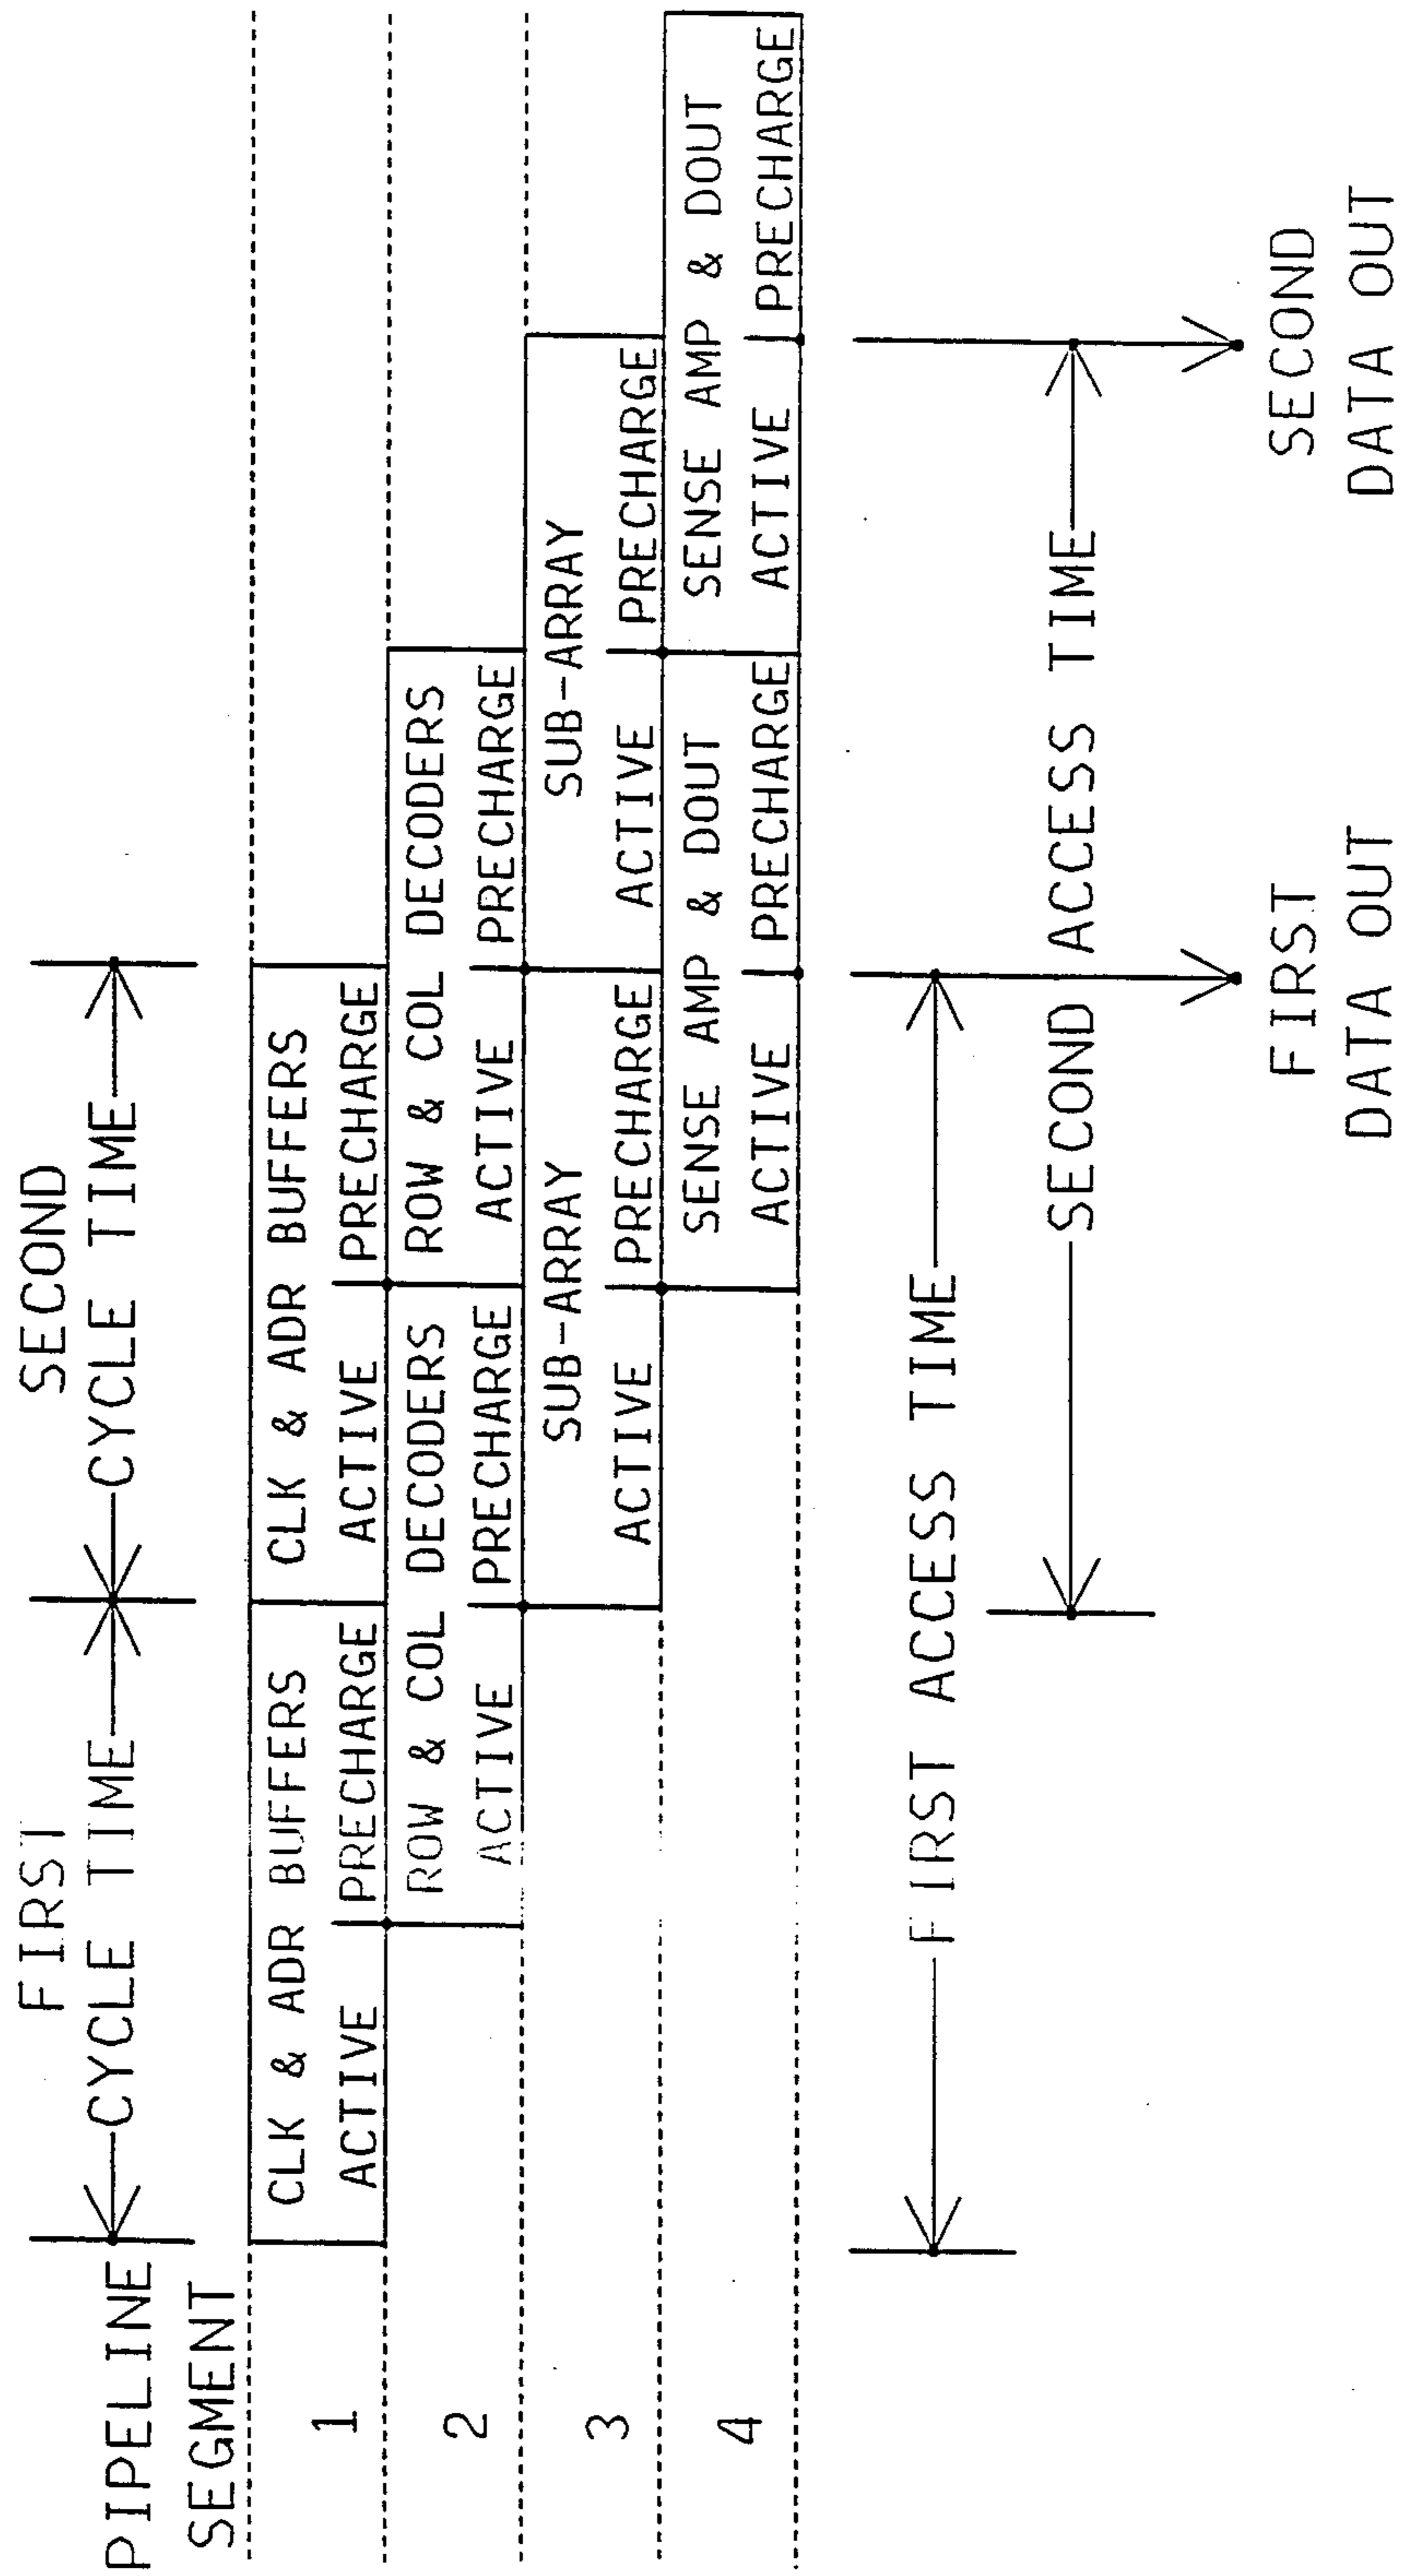 FIRST SECOND
CYCLE TIME CYCLE TIME
PIPELINE
SEGMENT
1
CLK & ADR BUFFERS CLK & ADR BUFFERS
ACTIVE PRECHARGE ACTIVE PRECHARGE
2
ROW & COL DECODERS ROW & COL DECODERS
ACTIVE PRECHARGE ACTIVE PRECHARGE
3
SUB-ARRAY SUB-ARRAY
ACTIVE PRECHARGE ACTIVE PRECHARGE
4
SENSE AMP & DOUT SENSE AMP & DOUT
ACTIVE PRECHARGE ACTIVE PRECHARGE
FIRST ACCESS TIME
SECOND ACCESS TIME
FIRST
DATA OUT
SECOND
DATA OUT